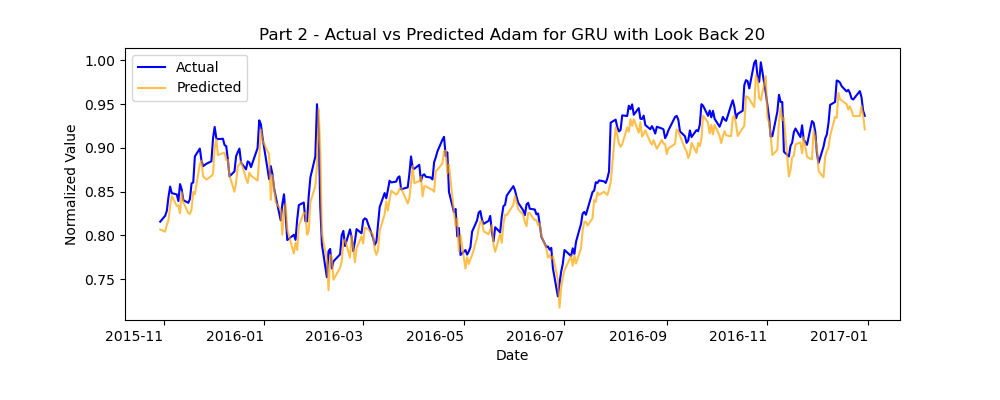 Part 2 - Actual vs Predicted Adam for GRU with Look Back 20
Actual
Predicted
1.00
0.95
0.90
0.85
0.80
0.75
Normalized Value
2015-11 2016-01 2016-03 2016-05 2016-07 2016-09 2016-11 2017-01
Date